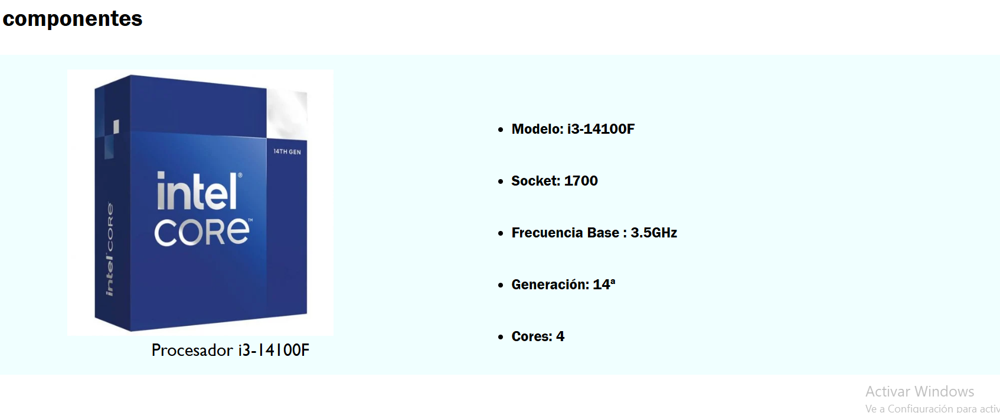 componentes
14TH GEN
intel®
CORE™
intel CORE
Procesador i3-14100F
Modelo: i3-14100F
Socket: 1700
Frecuencia Base : 3.5GHz
Generación: 14ª
Cores: 4
Activar Windows
Ve a Configuración para activ